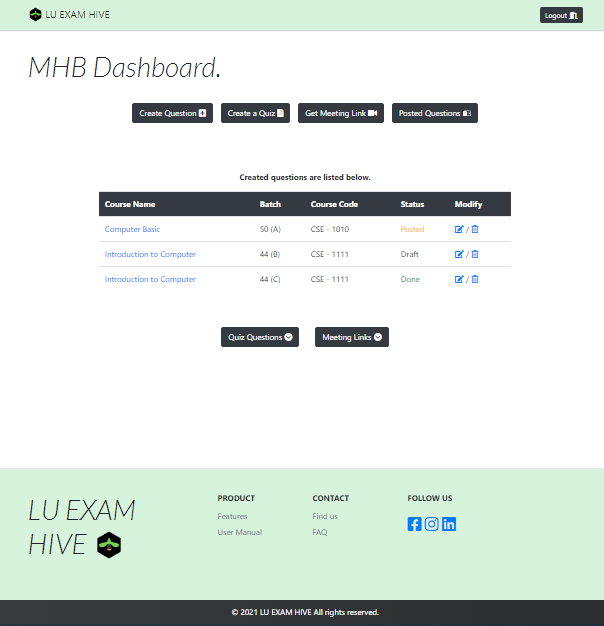 LU EXAM HIVE
Logout
MHB Dashboard.
Create Question
Create a Quiz
Get Meeting Link
Posted Questions
Created questions are listed below.
Course Name Batch Course Code Status Modify
Computer Basic 50 (A) CSE - 1010 Posted /
Introduction to Computer 44 (B) CSE - 1111 Draft /
Introduction to Computer 44 (C) CSE - 1111 Done /
Quiz Questions
Meeting Links
LU EXAM
HIVE
PRODUCT
Features
User Manual
CONTACT
Find us
FAQ
FOLLOW US
© 2021 LU EXAM HIVE All rights reserved.